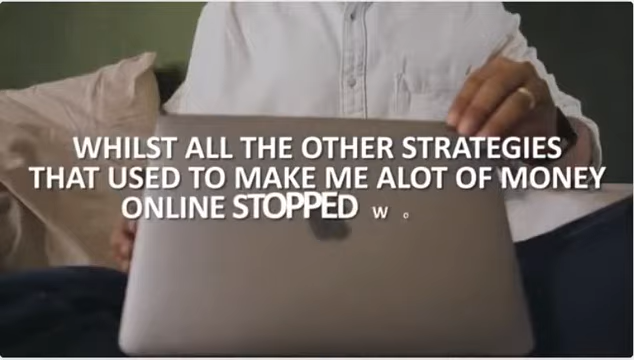 WHILST ALL THE OTHER STRATEGIES
THAT USED TO MAKE ME ALOT OF MONEY
ONLINE STOPPED W o